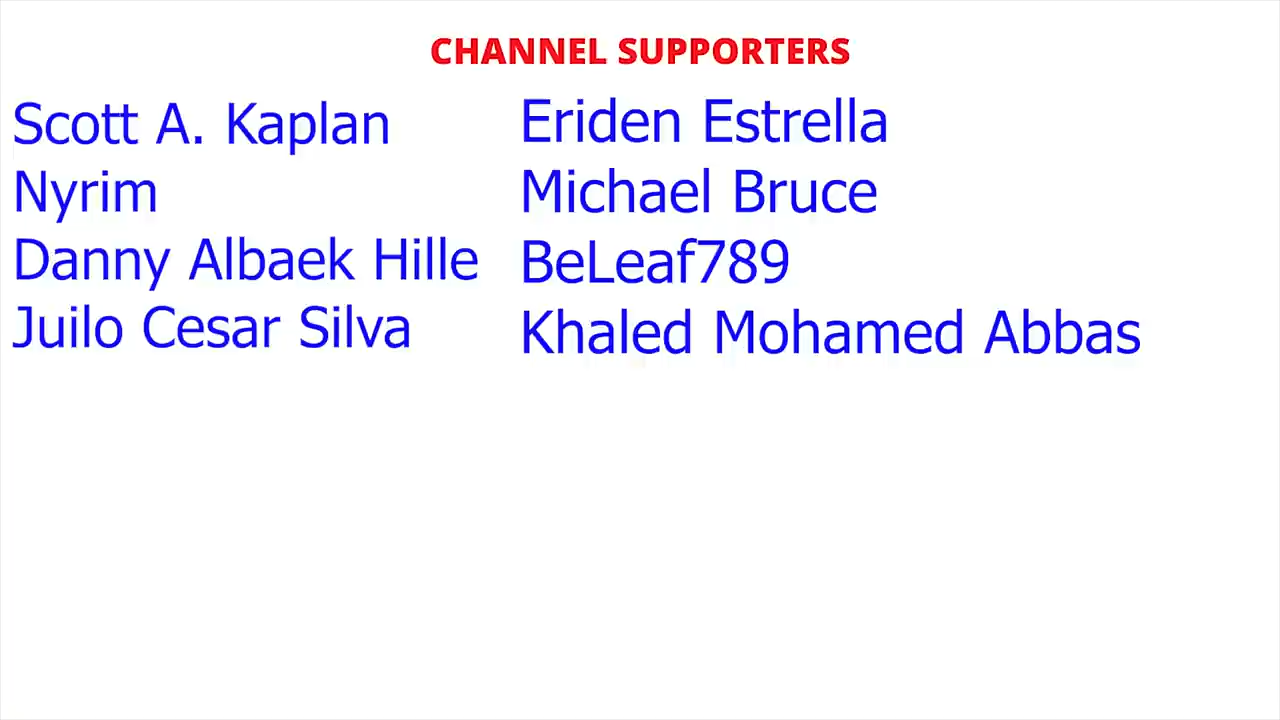 CHANNEL SUPPORTERS
Scott A. Kaplan
Nyrim
Danny Albaek Hille
Juilo Cesar Silva
Eriden Estrella
Michael Bruce
BeLeaf789
Khaled Mohamed Abbas